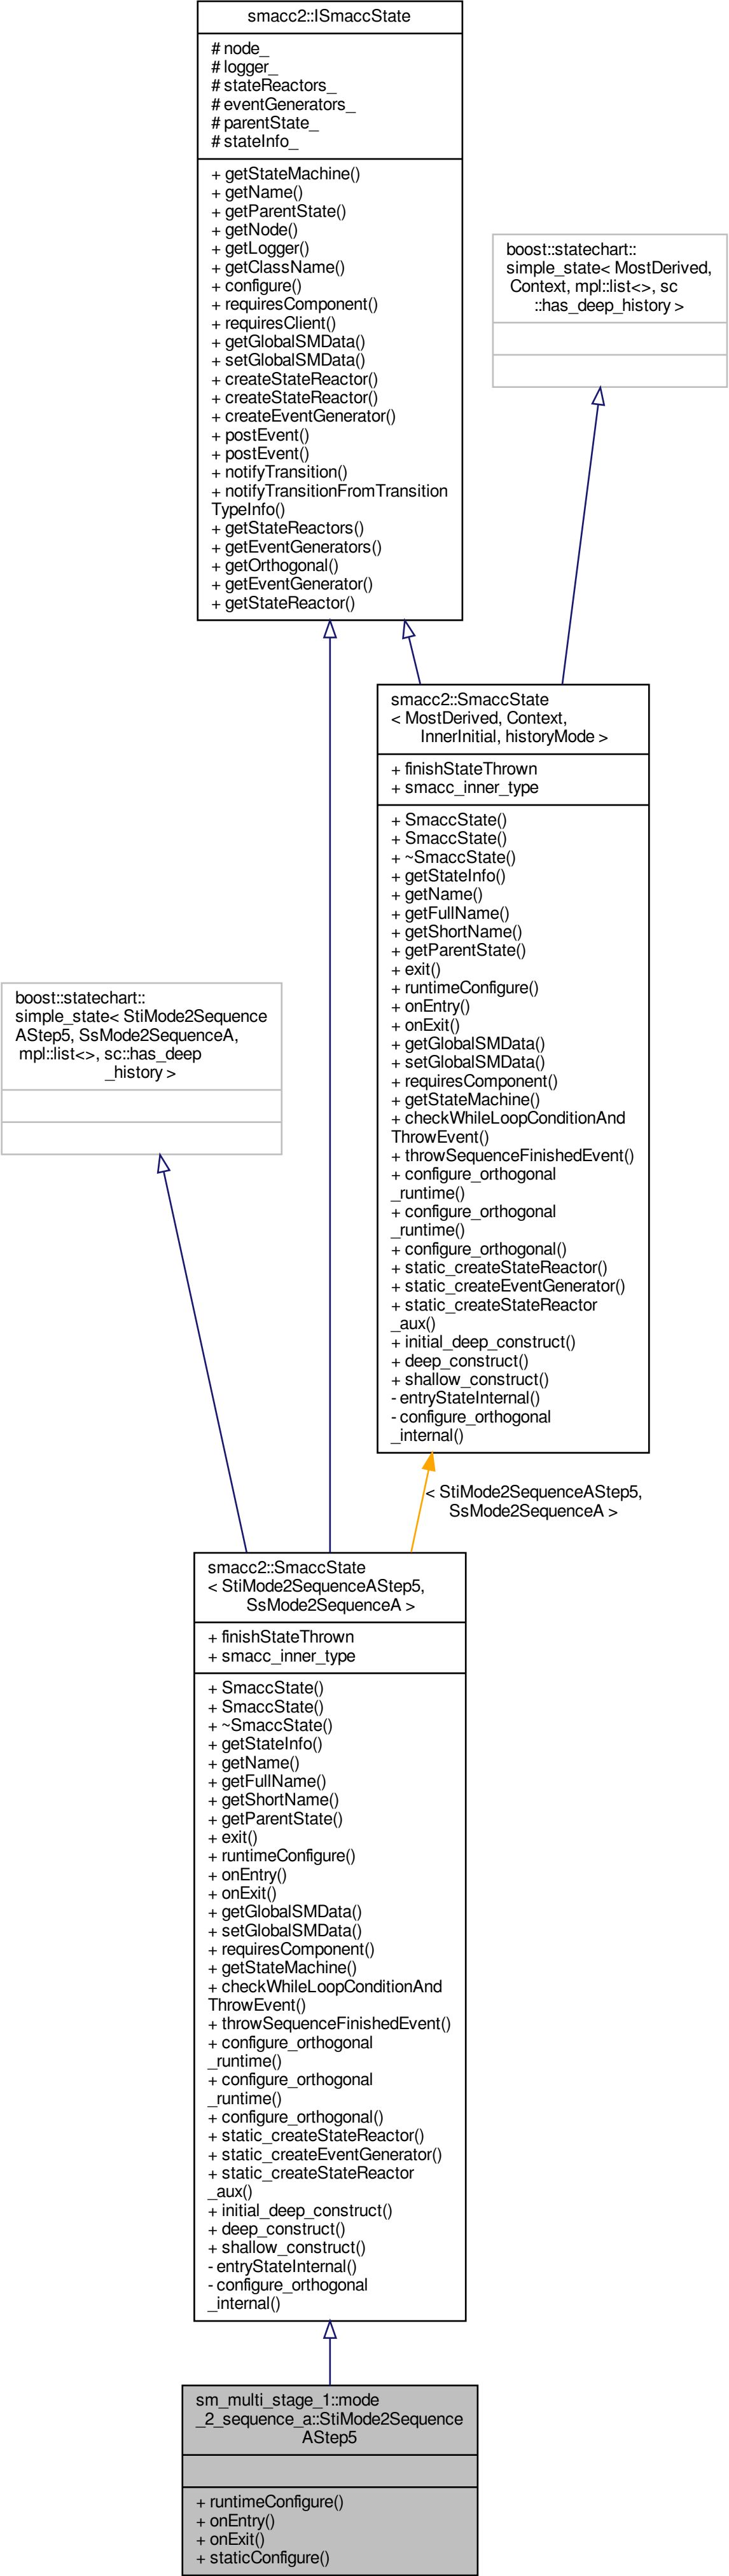 smacc2::ISmaccState
# node_
# logger_
# stateReactors_
# eventGenerators_
# parentState_
# stateInfo_
+ getStateMachine()
+ getName()
+ getParentState()
+ getNode()
+ getLogger()
+ getClassName()
+ configure()
+ requiresComponent()
+ requiresClient()
+ getGlobalSMData()
+ setGlobalSMData()
+ createStateReactor()
+ createStateReactor()
+ createEventGenerator()
+ postEvent()
+ postEvent()
+ notifyTransition()
+ notifyTransitionFromTransition
TypeInfo()
+ getStateReactors()
+ getEventGenerators()
+ getOrthogonal()
+ getEventGenerator()
+ getStateReactor()
boost::statechart::
simple_state< MostDerived,
Context, mpl::list<>, sc
::has_deep_history >
smacc2::SmaccState
< MostDerived, Context,
InnerInitial, historyMode >
+ finishStateThrown
+ smacc_inner_type
+ SmaccState()
+ SmaccState()
+ ~SmaccState()
+ getStateInfo()
+ getName()
+ getFullName()
+ getShortName()
+ getParentState()
+ exit()
+ runtimeConfigure()
+ onEntry()
+ onExit()
+ getGlobalSMData()
+ setGlobalSMData()
+ requiresComponent()
+ getStateMachine()
+ checkWhileLoopConditionAnd
ThrowEvent()
+ throwSequenceFinishedEvent()
+ configure_orthogonal
_runtime()
+ configure_orthogonal
_runtime()
+ configure_orthogonal()
+ static_createStateReactor()
+ static_createEventGenerator()
+ static_createStateReactor
_aux()
+ initial_deep_construct()
+ deep_construct()
+ shallow_construct()
- entryStateInternal()
- configure_orthogonal
_internal()
boost::statechart::
simple_state< StiMode2Sequence
AStep5, SsMode2SequenceA,
mpl::list<>, sc::has_deep
_history >
< StiMode2SequenceAStep5,
SsMode2SequenceA >
smacc2::SmaccState
< StiMode2SequenceAStep5,
SsMode2SequenceA >
+ finishStateThrown
+ smacc_inner_type
+ SmaccState()
+ SmaccState()
+ ~SmaccState()
+ getStateInfo()
+ getName()
+ getFullName()
+ getShortName()
+ getParentState()
+ exit()
+ runtimeConfigure()
+ onEntry()
+ onExit()
+ getGlobalSMData()
+ setGlobalSMData()
+ requiresComponent()
+ getStateMachine()
+ checkWhileLoopConditionAnd
ThrowEvent()
+ throwSequenceFinishedEvent()
+ configure_orthogonal
_runtime()
+ configure_orthogonal
_runtime()
+ configure_orthogonal()
+ static_createStateReactor()
+ static_createEventGenerator()
+ static_createStateReactor
_aux()
+ initial_deep_construct()
+ deep_construct()
+ shallow_construct()
- entryStateInternal()
- configure_orthogonal
_internal()
sm_multi_stage_1::mode
_2_sequence_a::StiMode2Sequence
AStep5
+ runtimeConfigure()
+ onEntry()
+ onExit()
+ staticConfigure()